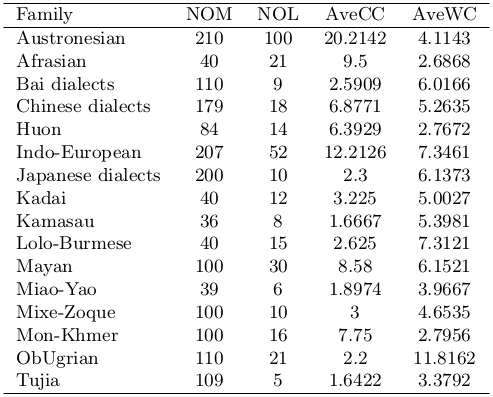 Family NOM NOL AveCC AveWC
Austronesian 210 100 20.2142 4.1143
Afrasian 40 21 9.5 2.6868
Bai dialects 110 9 2.5909 6.0166
Chinese dialects 179 18 6.8771 5.2635
Huon 84 14 6.3929 2.7672
Indo-European 207 52 12.2126 7.3461
Japanese dialects 200 10 2.3 6.1373
Kadai 40 12 3.225 5.0027
Kamasau 36 8 1.6667 5.3981
Lolo-Burmese 40 15 2.625 7.3121
Mayan 100 30 8.58 6.1521
Miao-Yao 39 6 1.8974 3.9667
Mixe-Zoque 100 10 3 4.6535
Mon-Khmer 100 16 7.75 2.7956
ObUgrian 110 21 2.2 11.8162
Tujia 109 5 1.6422 3.3792